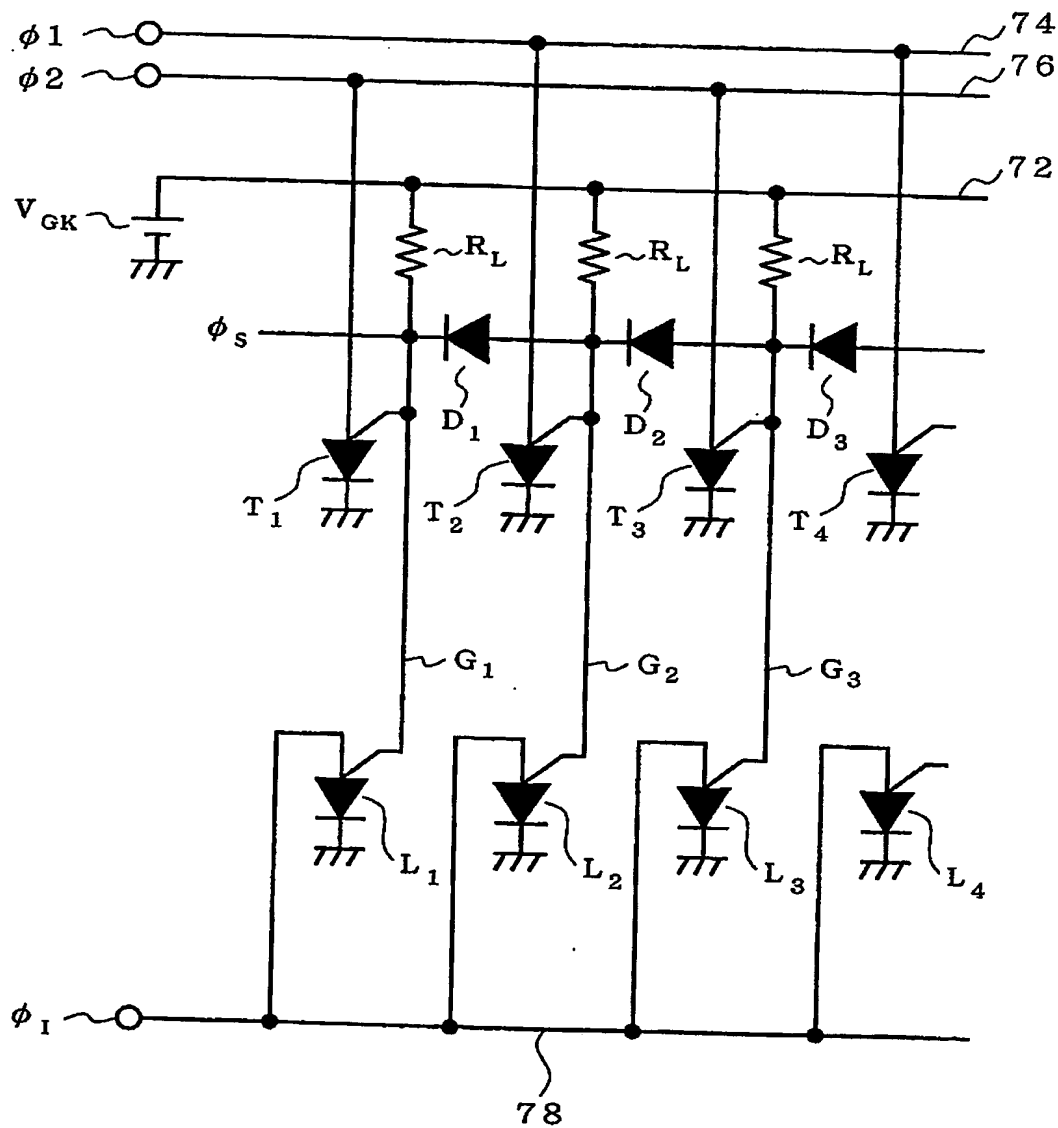 φ1
74
φ2
76
72
V_GK
R_L
R_L
R_L
φ_S
D_1
D_2
D_3
T_1
T_2
T_3
T_4
G_1
G_2
G_3
L_1
L_2
L_3
L_4
φ_I
78